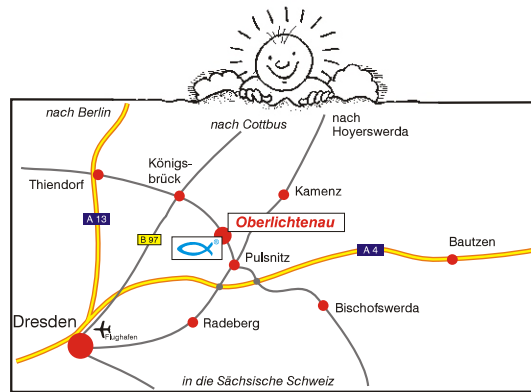 nach Berlin
nach Cottbus
nach
Hoyerswerda
Königs-
brück
Thiendorf
Kamenz
A 13
Oberlichtenau
B 97
®
A 4
Bautzen
Pulsnitz
Bischofswerda
Dresden
Flughafen
Radeberg
in die Sächsische Schweiz